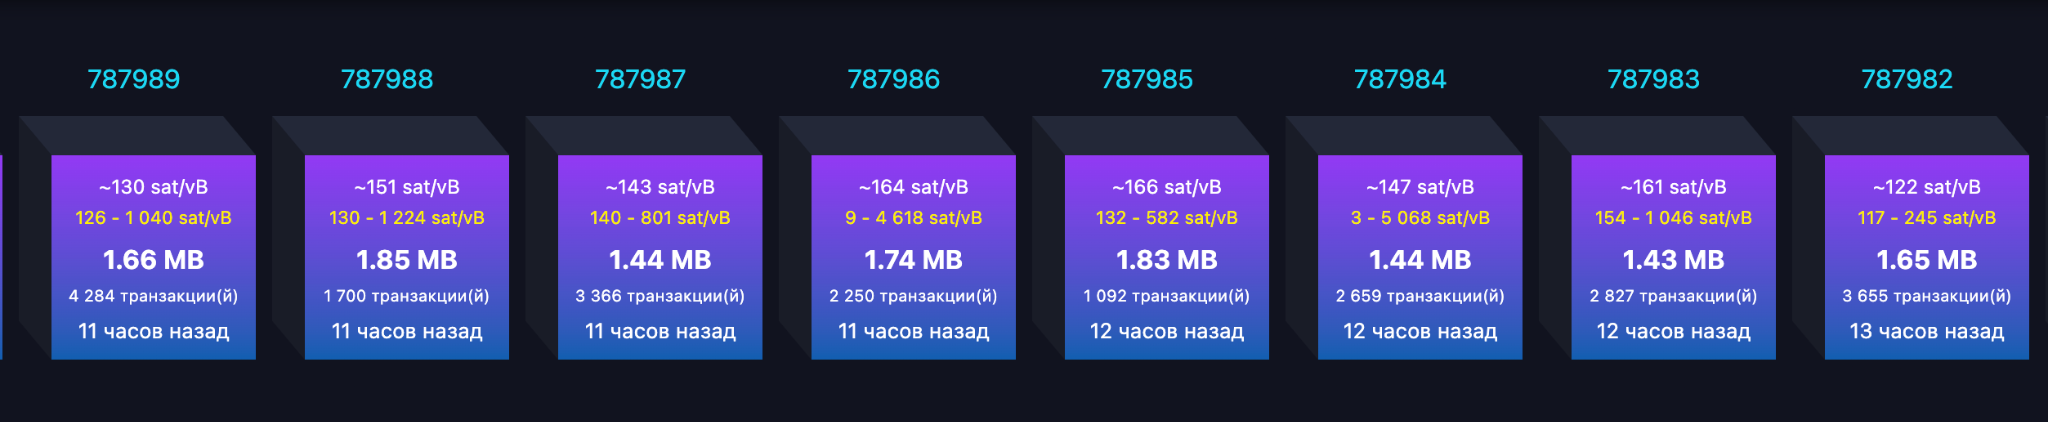 787989
~130 sat/vB
126 - 1 040 sat/vB
1.66 MB
4 284 транзакции(й)
11 часов назад
787988
~151 sat/vB
130 - 1 224 sat/vB
1.85 MB
1 700 транзакции(й)
11 часов назад
787987
~143 sat/vB
140 - 801 sat/vB
1.44 MB
3 366 транзакции(й)
11 часов назад
787986
~164 sat/vB
9 - 4 618 sat/vB
1.74 MB
2 250 транзакции(й)
11 часов назад
787985
~166 sat/vB
132 - 582 sat/vB
1.83 MB
1 092 транзакции(й)
12 часов назад
787984
~147 sat/vB
3 - 5 068 sat/vB
1.44 MB
2 659 транзакции(й)
12 часов назад
787983
~161 sat/vB
154 - 1 046 sat/vB
1.43 MB
2 827 транзакции(й)
12 часов назад
787982
~122 sat/vB
117 - 245 sat/vB
1.65 MB
3 655 транзакции(й)
13 часов назад